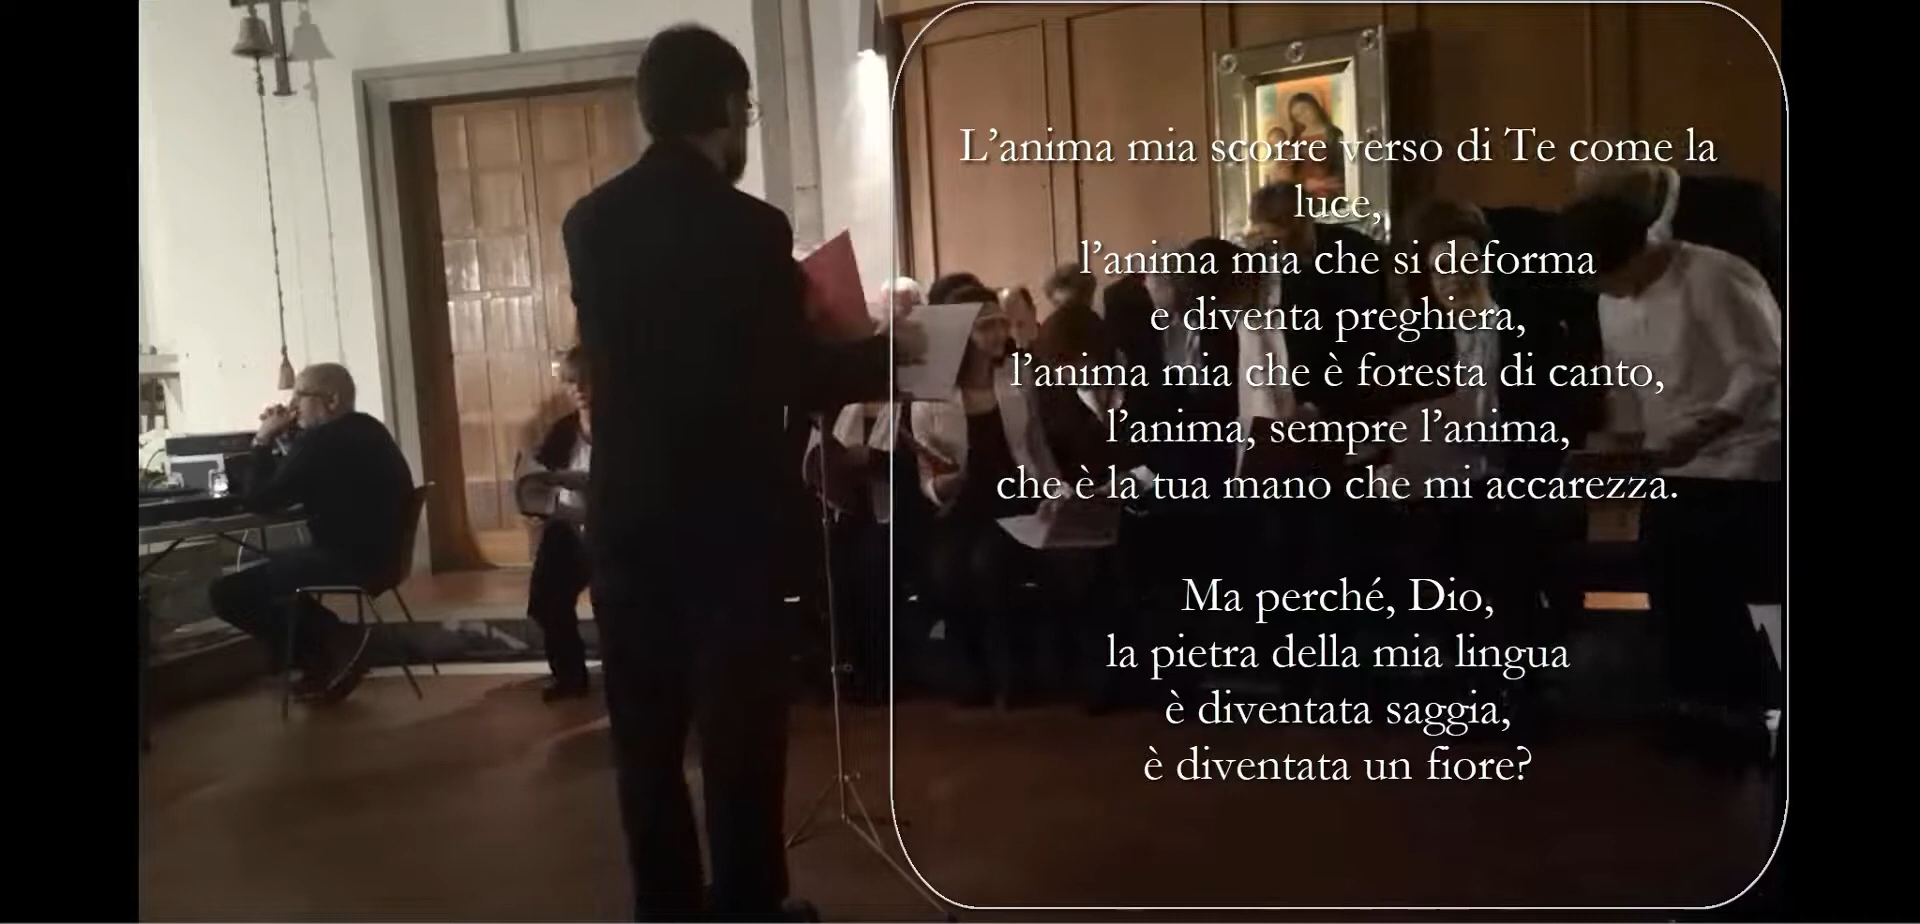 L’anima mia scorre verso di Te come la
luce,
l’anima mia che si deforma
e diventa preghiera,
l’anima mia che è foresta di canto,
l’anima, sempre l’anima,
che è la tua mano che mi accarezza.
Ma perché, Dio,
la pietra della mia lingua
è diventata saggia,
è diventata un fiore?